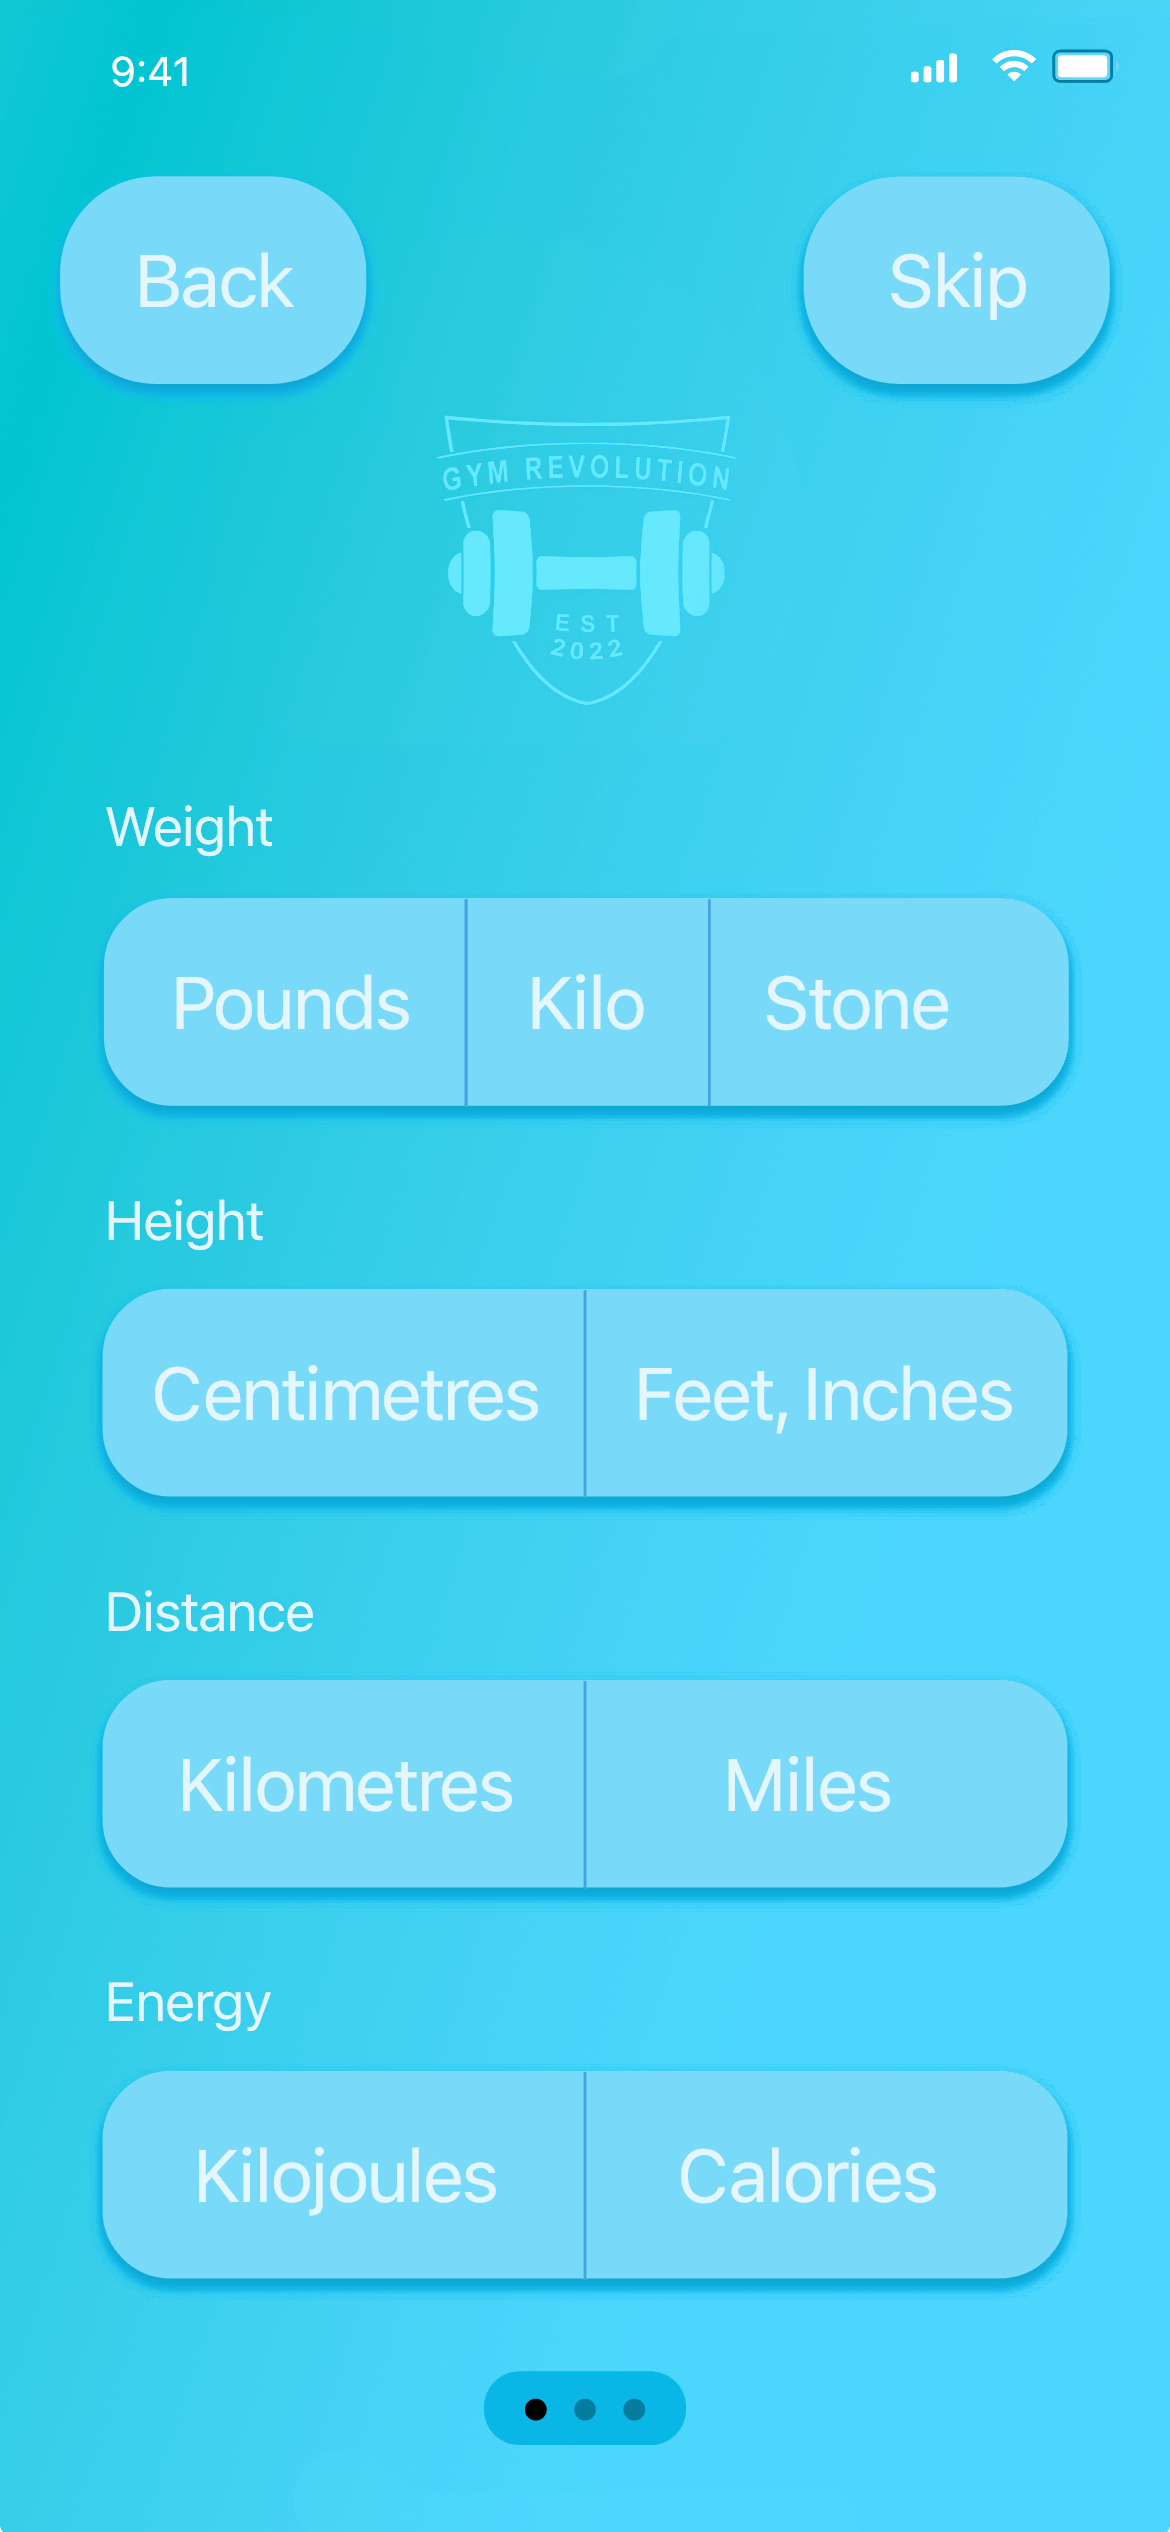 9:41
Back Skip
GYM REVOLUTION
EST
2022
Weight
Pounds Kilo Stone
Height
Centimetres Feet, Inches
Distance
Kilometres Miles
Energy
Kilojoules Calories